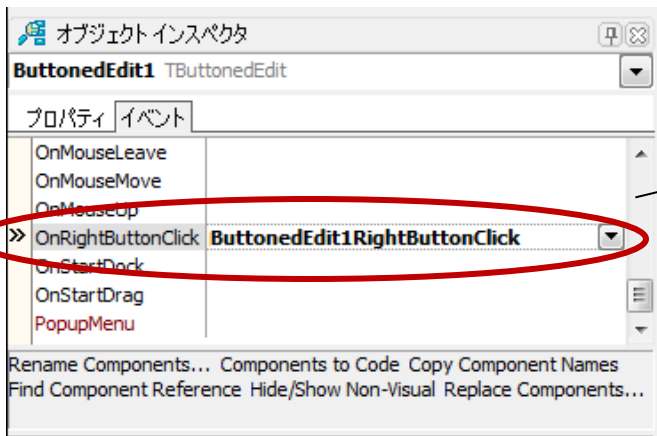 オブジェクト インスペクタ
ButtonedEdit1 TButtonedEdit
プロパティ イベント
OnMouseLeave
OnMouseMove
OnMouseUp
OnRightButtonClick ButtonedEdit1RightButtonClick
OnStartDock
OnStartDrag
PopupMenu
Rename Components... Components to Code Copy Component Names
Find Component Reference Hide/Show Non-Visual Replace Components...